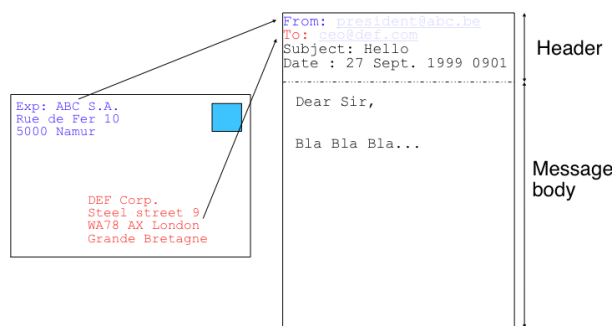 From: president@abc.be
To: ceo@def.com
Subject: Hello
Date : 27 Sept. 1999 0901
Header
Dear Sir,
Bla Bla Bla...
Message
body
Exp: ABC S.A.
Rue de Fer 10
5000 Namur
DEF Corp.
Steel street 9
WA78 AX London
Grande Bretagne